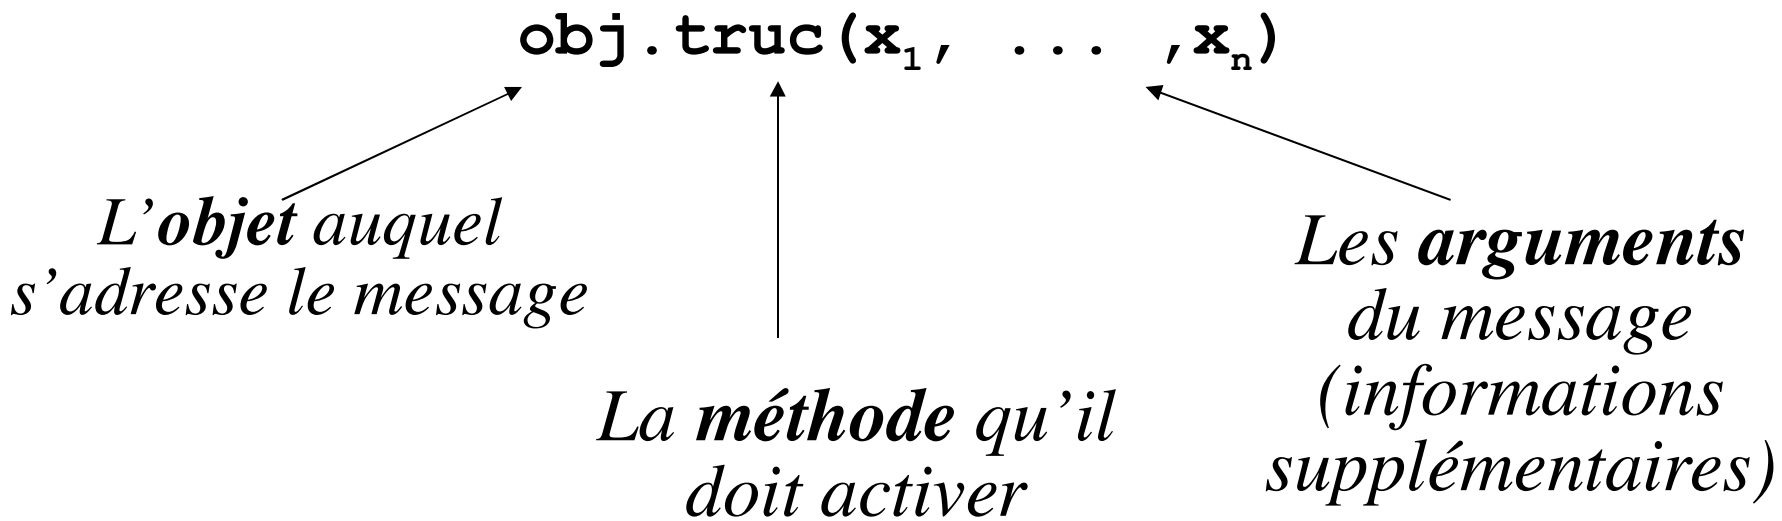 obj.truc(x1, ... ,xn)
L’objet auquel
s’adresse le message
La méthode qu’il
doit activer
Les arguments
du message
(informations
supplémentaires)